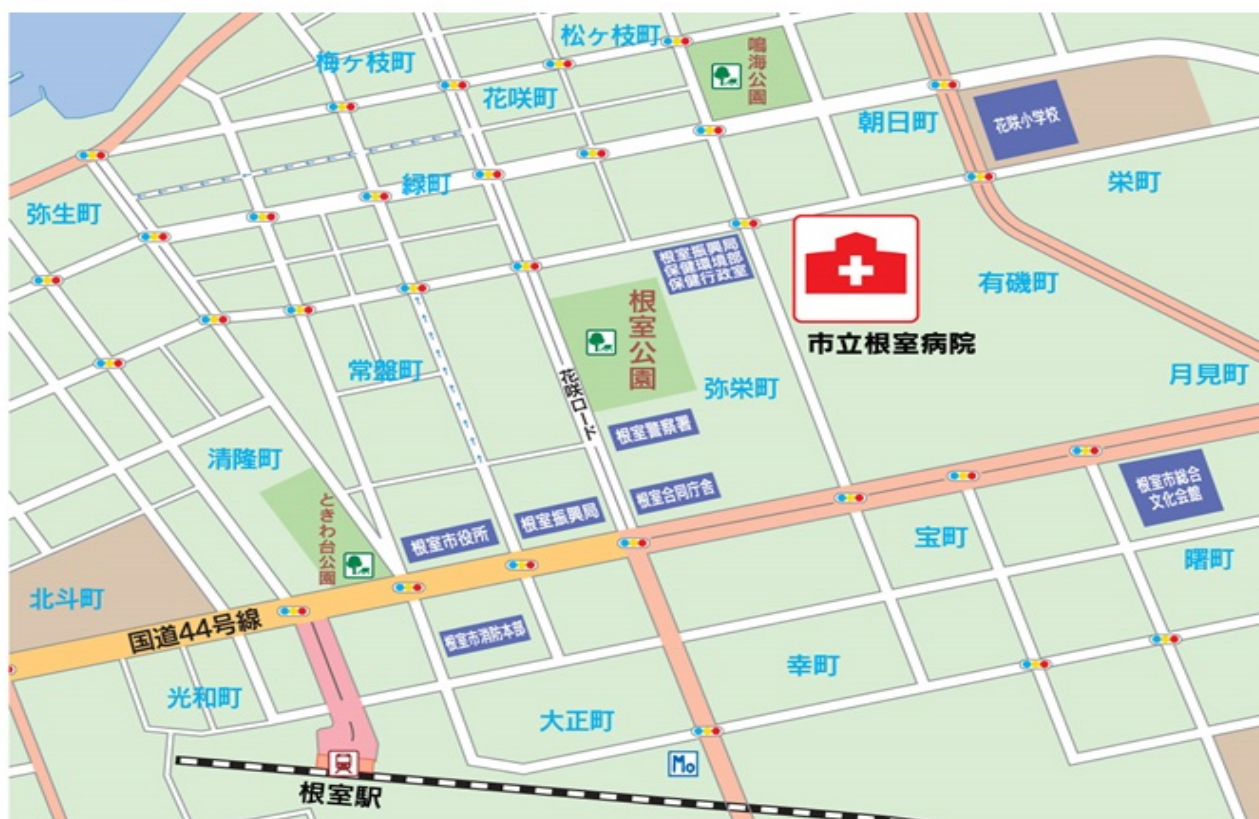 松ヶ枝町
梅ヶ枝町
鳴海公園
花咲町
朝日町
花咲小学校
緑町
栄町
弥生町
根室振興局
保健環境部
保健行政室
有磯町
根室公園
市立根室病院
常盤町
花咲ロード
弥栄町
月見町
根室警察署
清隆町
ときわ台公園
根室合同庁舎
根室市総合
文化会館
根室振興局
根室市役所
宝町
曙町
北斗町
国道44号線
根室市消防本部
幸町
光和町
大正町
Mo
根室駅